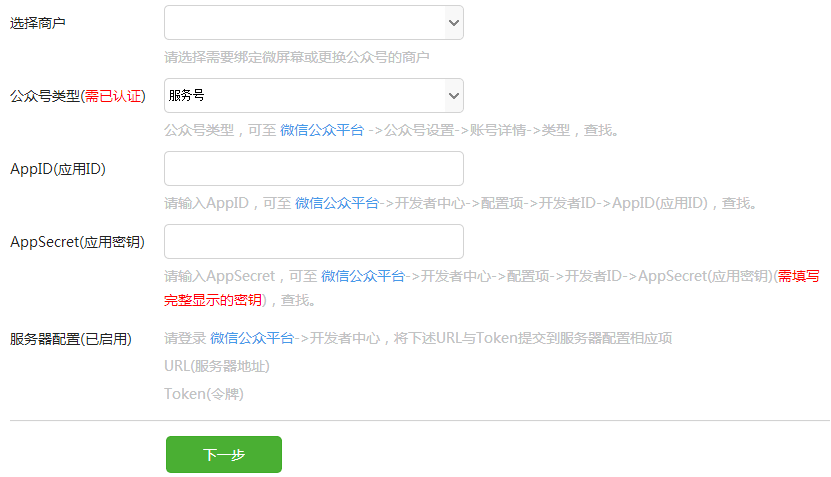 选择商户
请选择需要绑定微屏幕或更换公众号的商户
公众号类型(需已认证) 服务号
公众号类型，可至 微信公众平台 ->公众号设置->账号详情->类型，查找。
AppID(应用ID)
请输入AppID，可至 微信公众平台->开发者中心->配置项->开发者ID->AppID(应用ID)，查找。
AppSecret(应用密钥)
请输入AppSecret，可至 微信公众平台->开发者中心->配置项->开发者ID->AppSecret(应用密钥)(需填写
完整显示的密钥)，查找。
服务器配置(已启用) 请登录 微信公众平台->开发者中心，将下述URL与Token提交到服务器配置相应项
URL(服务器地址)
Token(令牌)
下一步